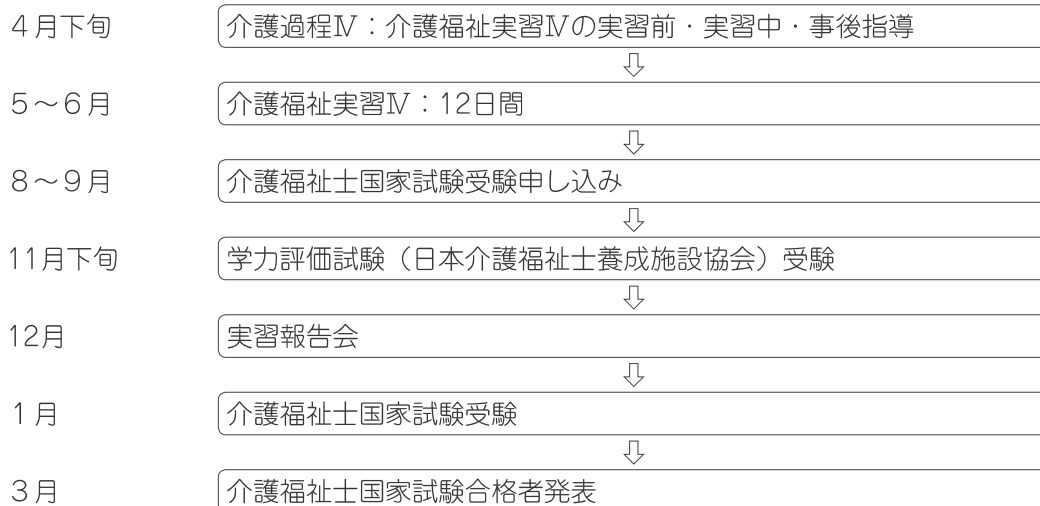 4月下旬 介護過程Ⅳ：介護福祉実習Ⅳの実習前・実習中・事後指導
⇩
5～6月 介護福祉実習Ⅳ：12日間
⇩
8～9月 介護福祉士国家試験受験申し込み
⇩
11月下旬 学力評価試験（日本介護福祉士養成施設協会）受験
⇩
12月 実習報告会
⇩
1月 介護福祉士国家試験受験
⇩
3月 介護福祉士国家試験合格者発表